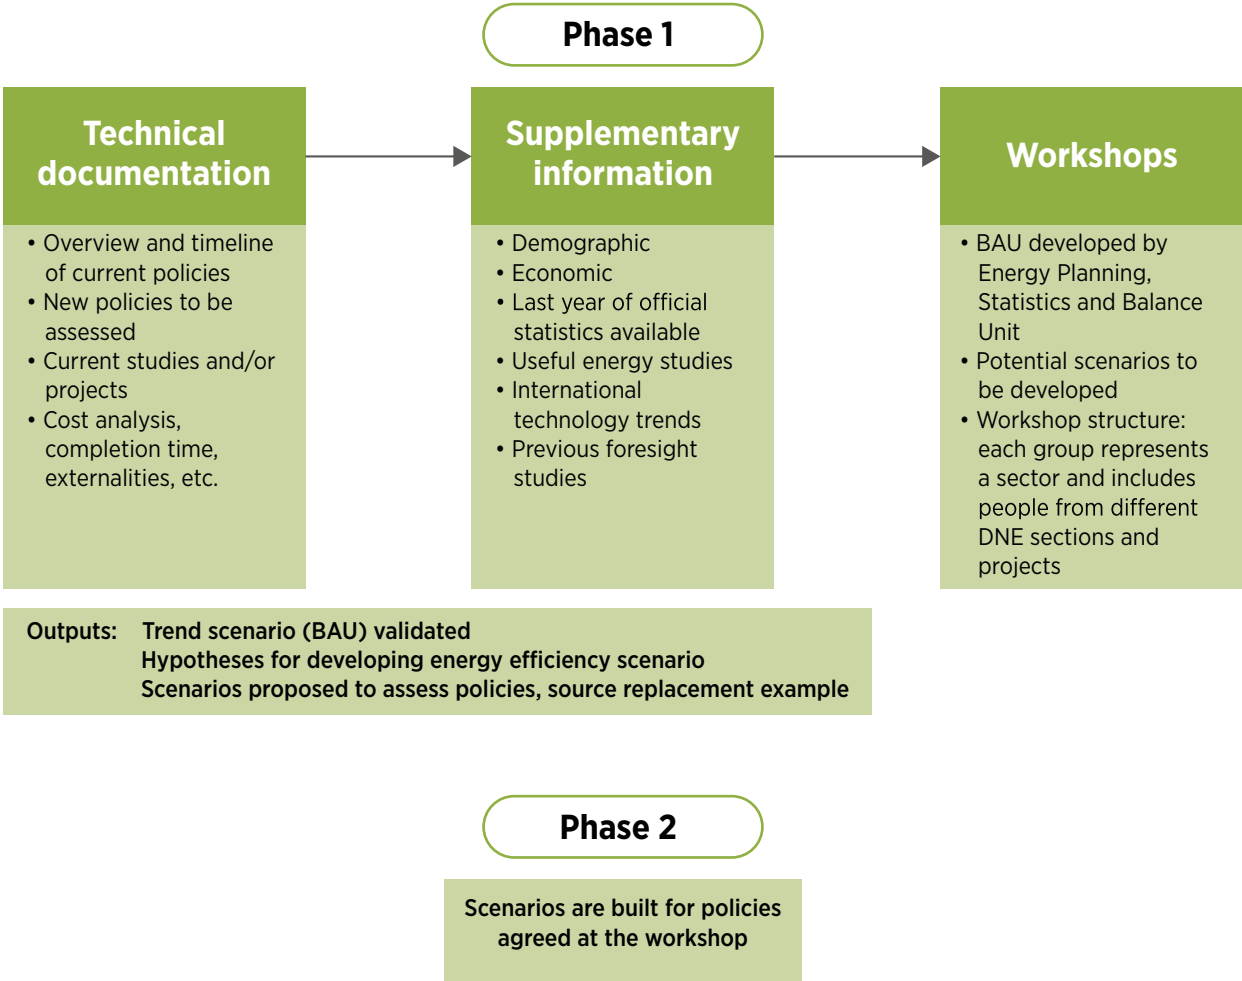 Phase 1
Technical
documentation
• Overview and timeline
of current policies
• New policies to be
assessed
• Current studies and/or
projects
• Cost analysis,
completion time,
externalities, etc.
Supplementary
information
• Demographic
• Economic
• Last year of official
statistics available
• Useful energy studies
• International
technology trends
• Previous foresight
studies
Workshops
• BAU developed by
Energy Planning,
Statistics and Balance
Unit
• Potential scenarios to
be developed
• Workshop structure:
each group represents
a sector and includes
people from different
DNE sections and
projects
Outputs: Trend scenario (BAU) validated
Hypotheses for developing energy efficiency scenario
Scenarios proposed to assess policies, source replacement example
Phase 2
Scenarios are built for policies
agreed at the workshop